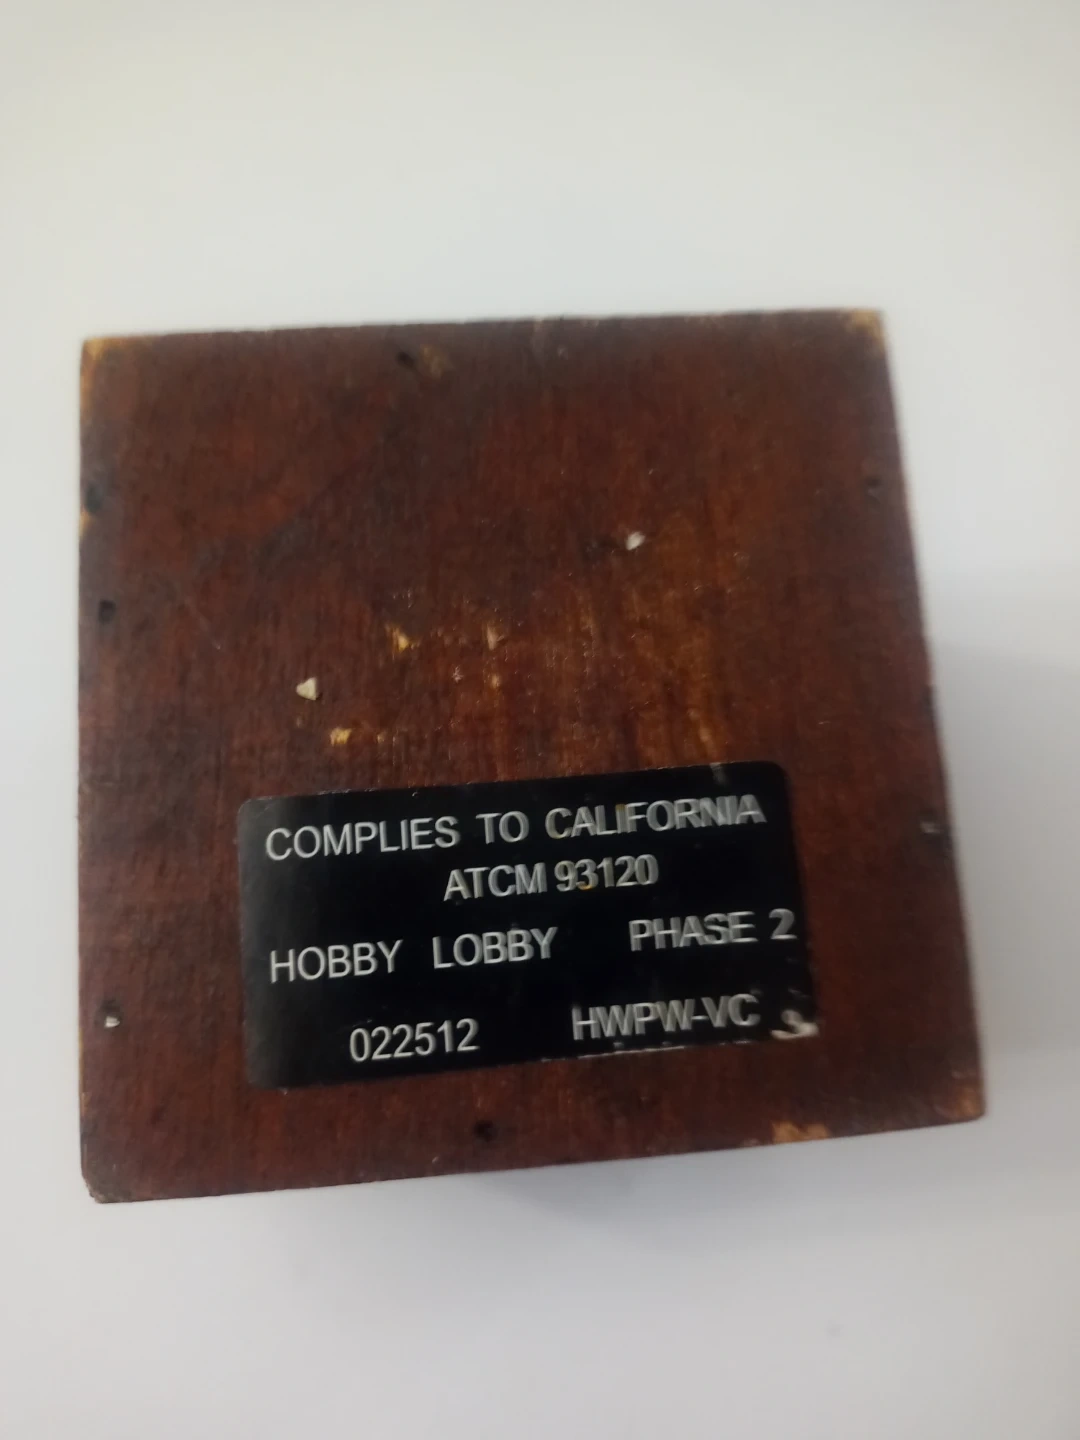 COMPLIES TO CALIFORNIA
ATCM 93120
HOBBY LOBBY PHASE 2
022512 HWPW-VC